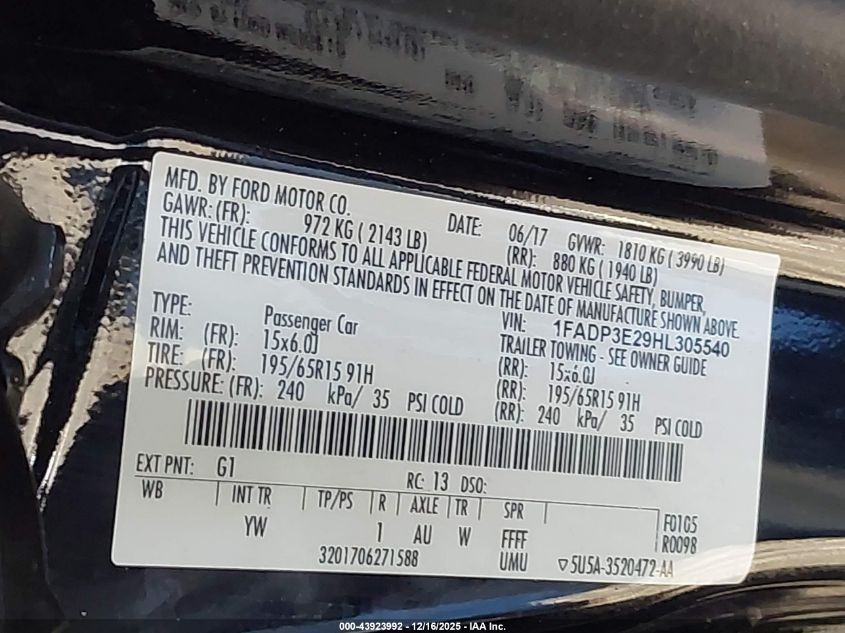 MFD. BY FORD MOTOR CO. DATE: 06/17 GVWR: 1810 KG ( 3990 LB)
GAWR: (FR): 972 KG ( 2143 LB) (RR): 880 KG ( 1940 LB)
THIS VEHICLE CONFORMS TO ALL APPLICABLE FEDERAL MOTOR VEHICLE SAFETY, BUMPER,
AND THEFT PREVENTION STANDARDS IN EFFECT ON THE DATE OF MANUFACTURE SHOWN ABOVE.
VIN: 1FADP3E29HL305540
TYPE: Passenger Car TRAILER TOWING - SEE OWNER GUIDE
RIM: (FR): 15x6.0J (RR): 15x6.0J
TIRE: (FR): 195/65R15 91H (RR): 195/65R15 91H
PRESSURE: (FR): 240 kPa/ 35 PSI COLD (RR): 240 kPa/ 35 PSI COLD
EXT PNT: G1 RC: 13 DSO:
WB INT TR TP/PS R AXLE TR SPR F0105
YW 1 AU W FFFF R0098
3201706271588 UMU ▽5U5A-3520472-AA
000-43923992 - 12/16/2025 - IAA Inc.